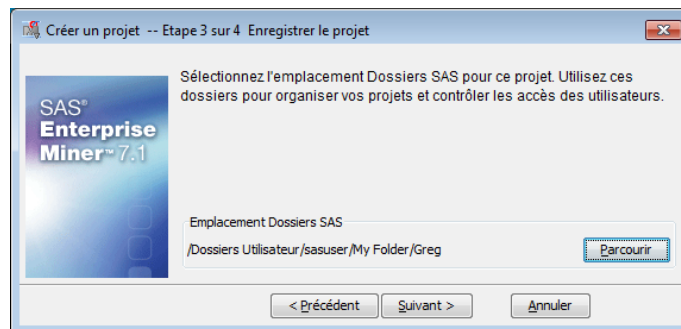 Créer un projet -- Etape 3 sur 4 Enregistrer le projet
Sélectionnez l'emplacement Dossiers SAS pour ce projet. Utilisez ces
dossiers pour organiser vos projets et contrôler les accès des utilisateurs.
SAS®
Enterprise
Miner™ 7.1
Emplacement Dossiers SAS
/Dossiers Utilisateur/sasuser/My Folder/Greg
Parcourir
< Précédent
Suivant >
Annuler